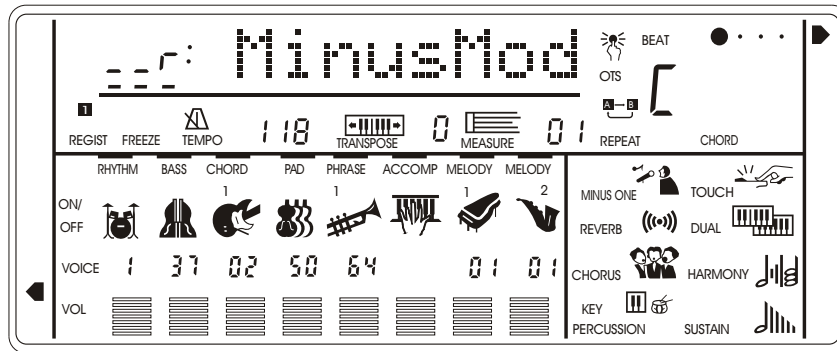 __r: MinusMod
BEAT
OTS
C
A B
1
REGIST FREEZE TEMPO 118 TRANSPOSE 0 MEASURE 01 REPEAT CHORD
RHYTHM BASS CHORD PAD PHRASE ACCOMP MELODY MELODY
1 1 1 2
ON/
OFF
VOICE 1 37 02 50 64 01 01
VOL
MINUS ONE TOUCH
REVERB DUAL
CHORUS HARMONY
KEY
PERCUSSION SUSTAIN